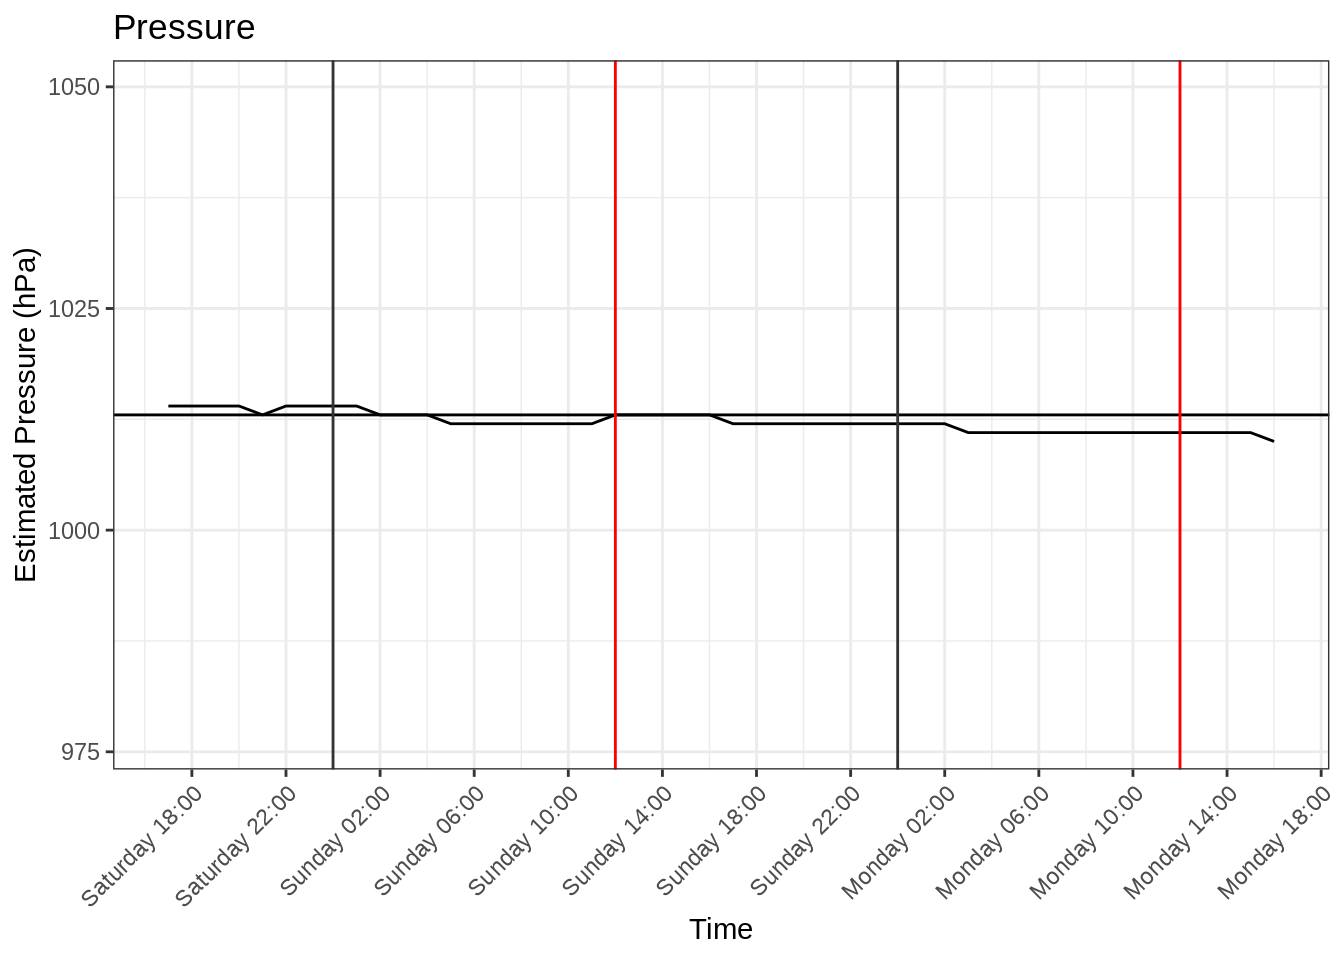 Pressure
Estimated Pressure (hPa)
1050
1025
1000
975
Saturday 18:00
Saturday 22:00
Sunday 02:00
Sunday 06:00
Sunday 10:00
Sunday 14:00
Sunday 18:00
Sunday 22:00
Monday 02:00
Monday 06:00
Monday 10:00
Monday 14:00
Monday 18:00
Time